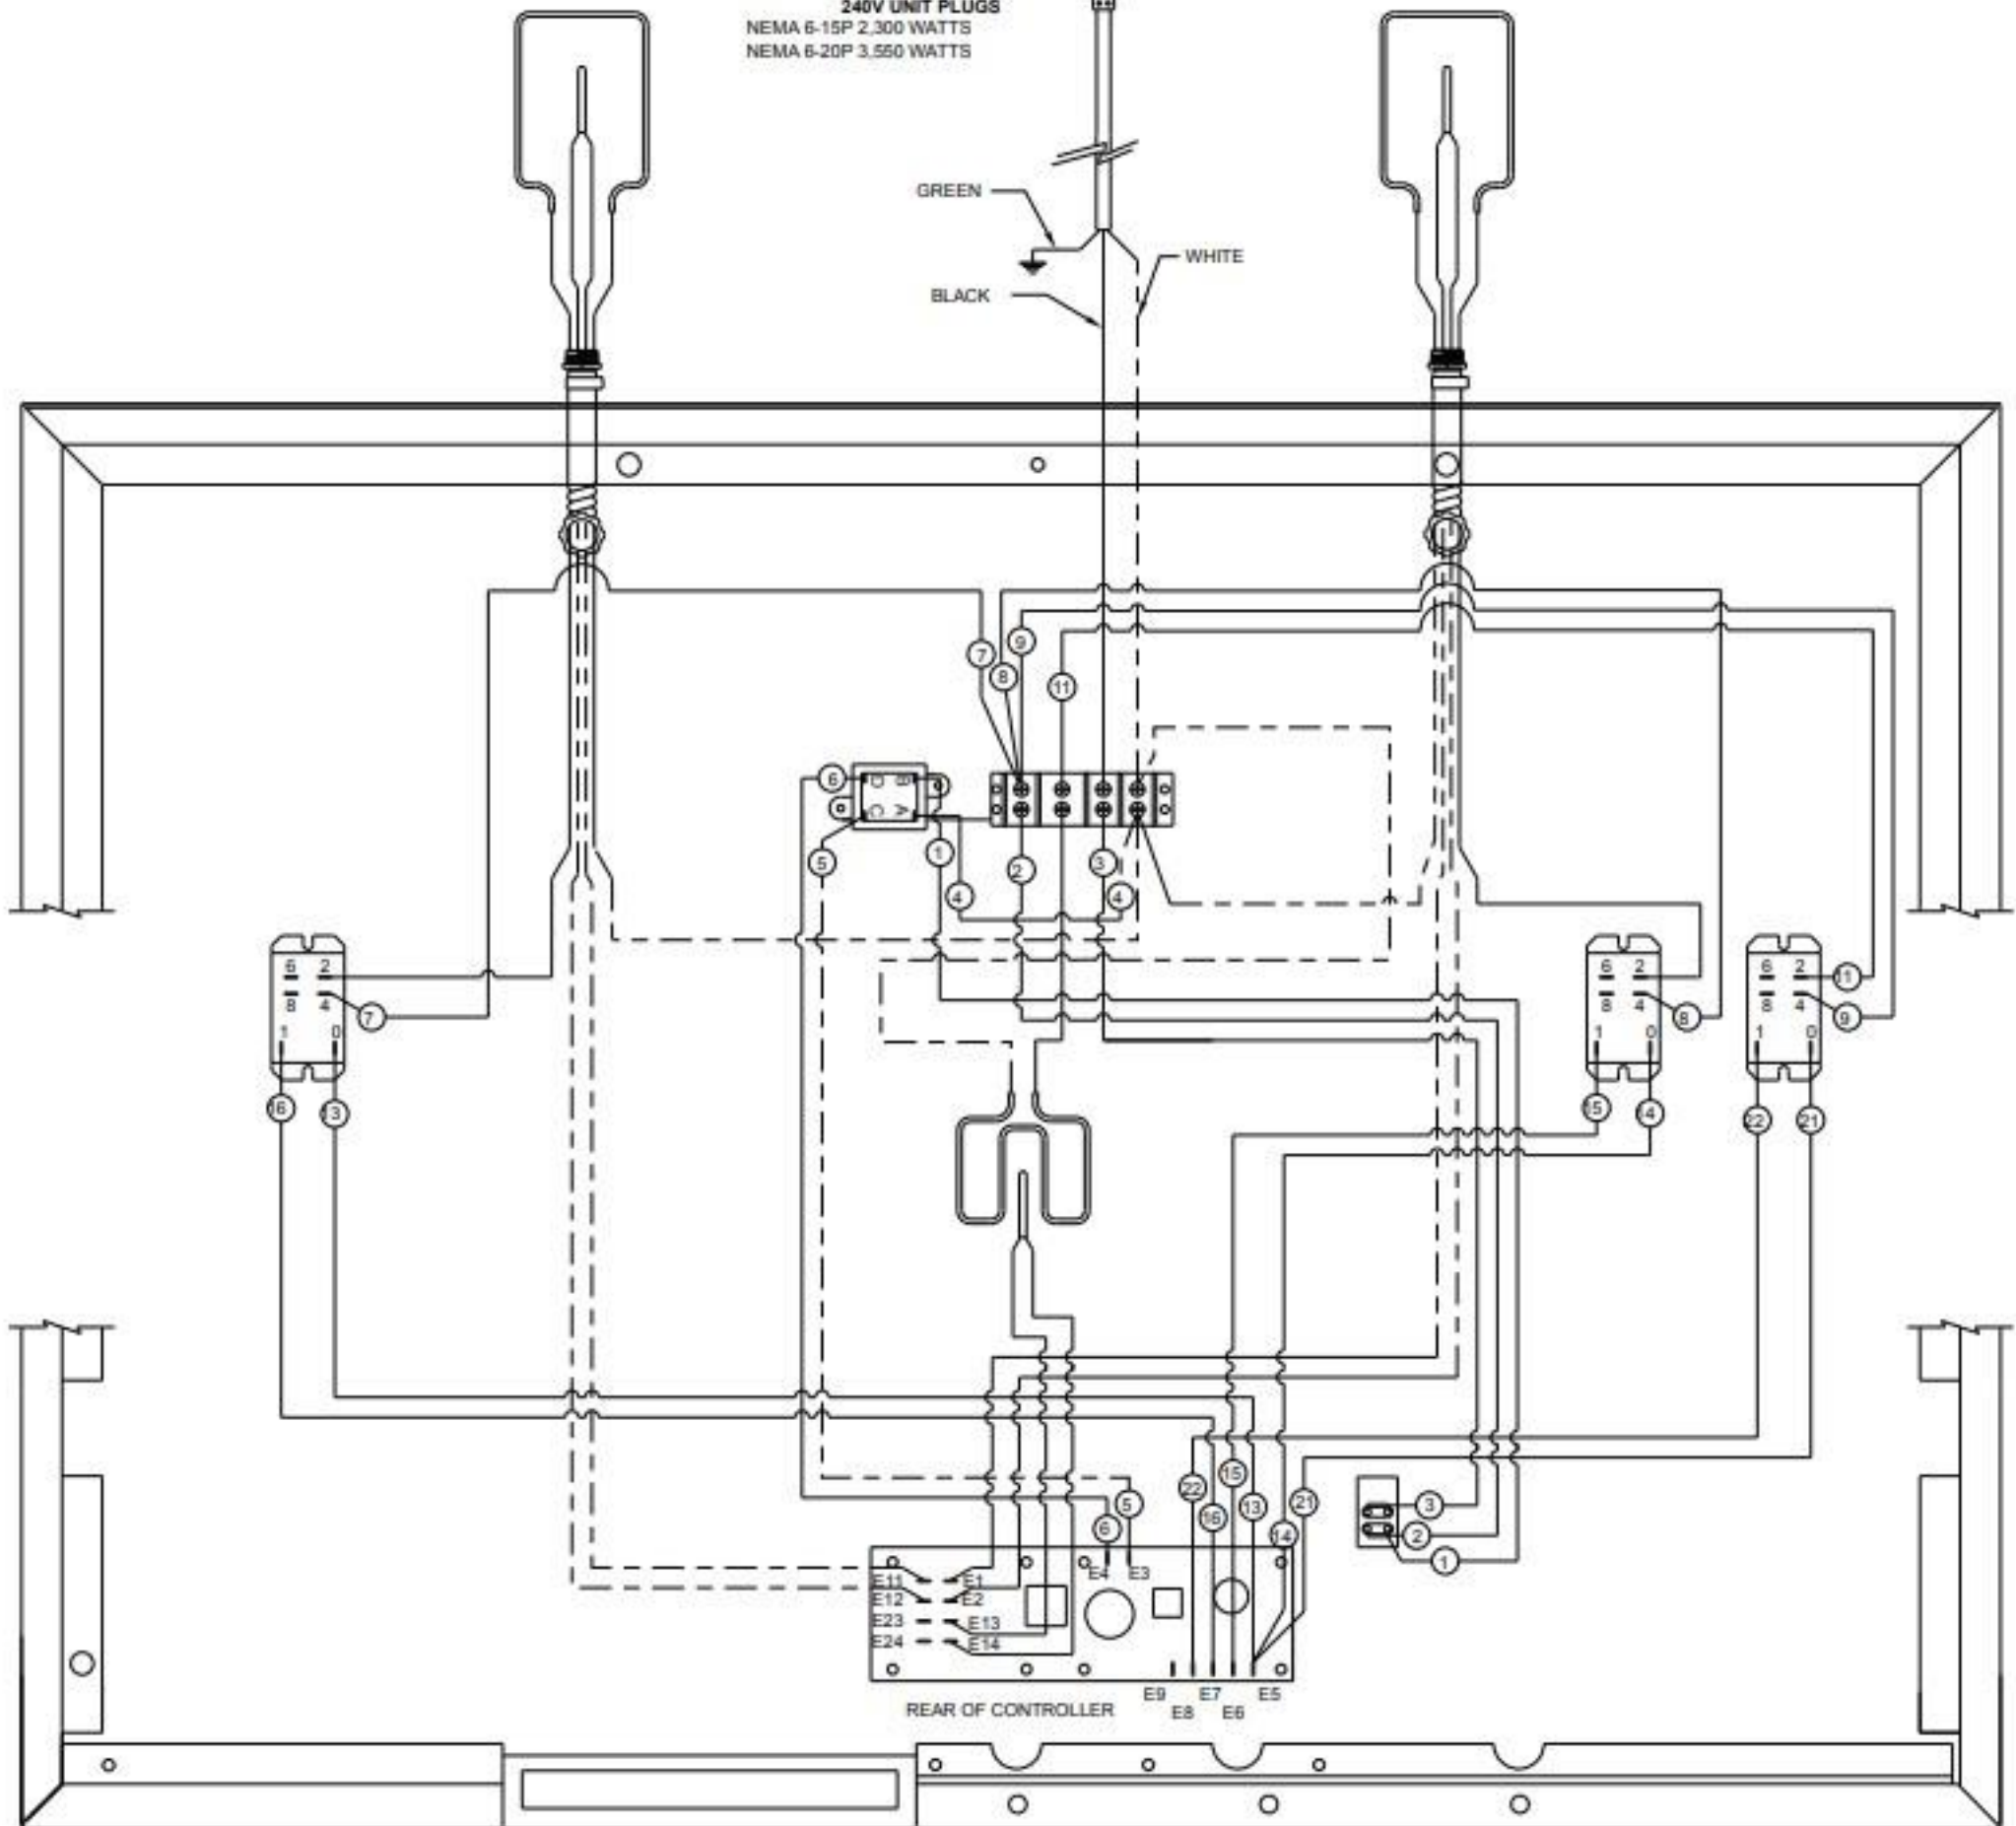 240V UNIT PLUGS
NEMA 6-15P 2,300 WATTS
NEMA 6-20P 3,550 WATTS
GREEN
WHITE
BLACK
9
7
8
11
6
D B
C A
5
1
2
3
4
4
6 2
8 4
1 0
7
16
13
6 2
8 4
1 0
8
15
14
6 2
8 4
1 0
11
9
22
21
15
22
21
5
13
16
6
14
3
2
1
E4 E3
E11 E1
E12 E2
E23 E13
E24 E14
E9 E7 E5
E8 E6
REAR OF CONTROLLER